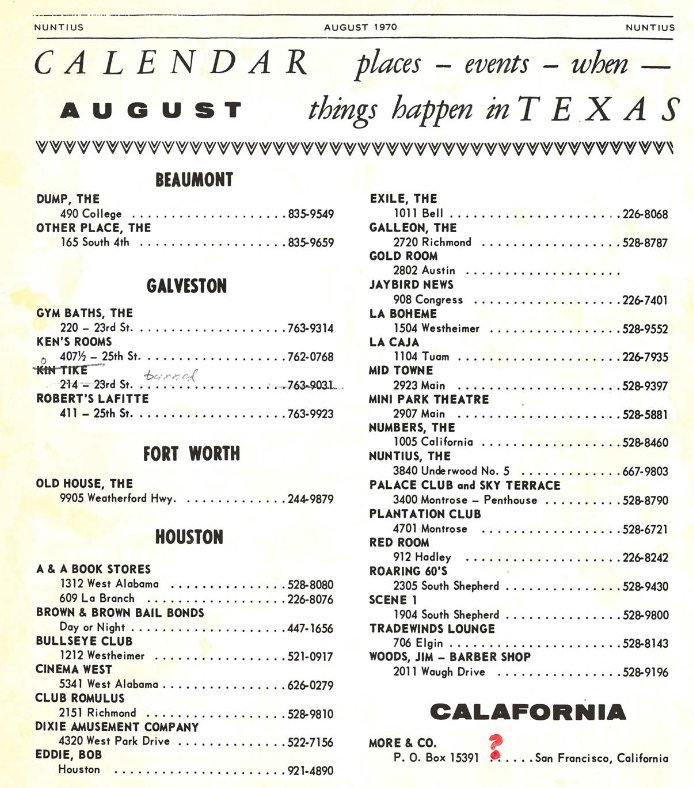 NUNTIUS AUGUST 1970 NUNTIUS
CALENDAR places – events – when —
AUGUST things happen in TEXAS
BEAUMONT
DUMP, THE
490 College . . . . . . . . . . . . . . . . . . . . 835-9549
OTHER PLACE, THE
165 South 4th . . . . . . . . . . . . . . . . . . . 835-9659
GALVESTON
GYM BATHS, THE
220 – 23rd St. . . . . . . . . . . . . . . . . . . . 763-9314
KEN'S ROOMS
407½ – 25th St. . . . . . . . . . . . . . . . . . . 762-0768
o
KIN TIKE burned
214 – 23rd St. . . . . . . . . . . . . . . . . . . . 763-9031
ROBERT'S LAFITTE
411 – 25th St. . . . . . . . . . . . . . . . . . . . 763-9923
FORT WORTH
OLD HOUSE, THE
9905 Weatherford Hwy. . . . . . . . . . . . . . 244-9879
HOUSTON
A & A BOOK STORES
1312 West Alabama . . . . . . . . . . . . . . . 528-8080
609 La Branch . . . . . . . . . . . . . . . . . . 226-8076
BROWN & BROWN BAIL BONDS
Day or Night . . . . . . . . . . . . . . . . . . . . 447-1656
BULLSEYE CLUB
1212 Westheimer . . . . . . . . . . . . . . . . . 521-0917
CINEMA WEST
5341 West Alabama . . . . . . . . . . . . . . . . 626-0279
CLUB ROMULUS
2151 Richmond . . . . . . . . . . . . . . . . . . 528-9810
DIXIE AMUSEMENT COMPANY
4320 West Park Drive . . . . . . . . . . . . . . 522-7156
EDDIE, BOB
Houston . . . . . . . . . . . . . . . . . . . . . . 921-4890
EXILE, THE
1011 Bell . . . . . . . . . . . . . . . . . . . . . . 226-8068
GALLEON, THE
2720 Richmond . . . . . . . . . . . . . . . . . . 528-8787
GOLD ROOM
2802 Austin . . . . . . . . . . . . . . . . . . . .
JAYBIRD NEWS
908 Congress . . . . . . . . . . . . . . . . . . . 226-7401
LA BOHEME
1504 Westheimer . . . . . . . . . . . . . . . . . . 528-9552
LA CAJA
1104 Tuam . . . . . . . . . . . . . . . . . . . . . 226-7935
MID TOWNE
2923 Main . . . . . . . . . . . . . . . . . . . . . 528-9397
MINI PARK THEATRE
2907 Main . . . . . . . . . . . . . . . . . . . . . 528-5881
NUMBERS, THE
1005 California . . . . . . . . . . . . . . . . . . 528-8460
NUNTIUS, THE
3840 Underwood No. 5 . . . . . . . . . . . . . 667-9803
PALACE CLUB and SKY TERRACE
3400 Montrose – Penthouse . . . . . . . . . . 528-8790
PLANTATION CLUB
4701 Montrose . . . . . . . . . . . . . . . . . . . 528-6721
RED ROOM
912 Hadley . . . . . . . . . . . . . . . . . . . . 226-8242
ROARING 60'S
2305 South Shepherd . . . . . . . . . . . . . . . 528-9430
SCENE 1
1904 South Shepherd . . . . . . . . . . . . . . . 528-9800
TRADEWINDS LOUNGE
706 Elgin . . . . . . . . . . . . . . . . . . . . . . 528-8143
WOODS, JIM – BARBER SHOP
2011 Waugh Drive . . . . . . . . . . . . . . . . 528-9196
CALAFORNIA
MORE & CO. ?
P. O. Box 15391 . . . . . . San Francisco, California